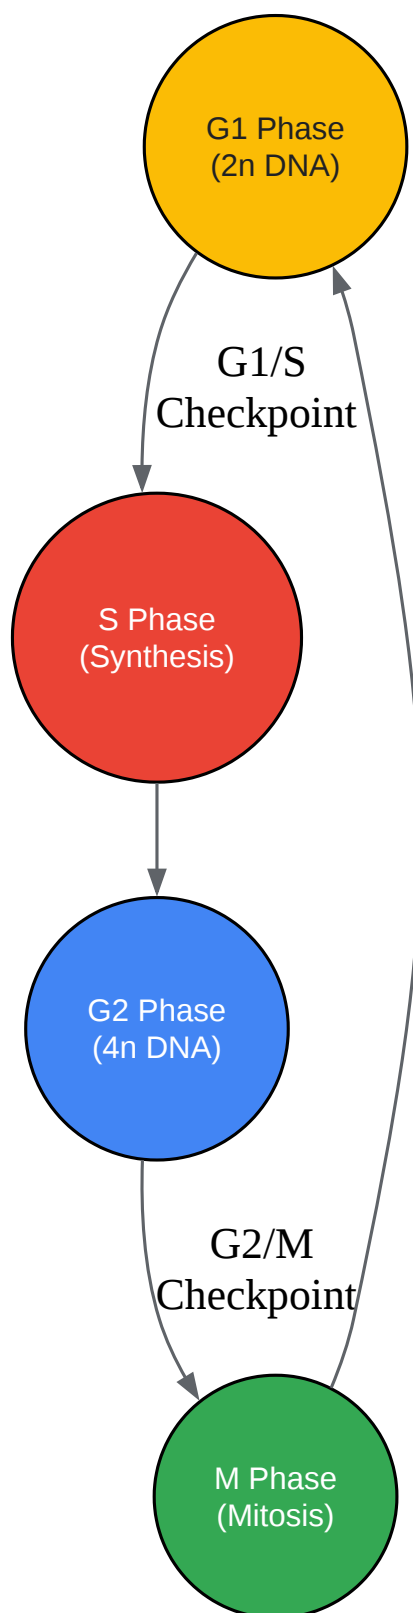 G1 Phase
(2n DNA)
G1/S
Checkpoint
S Phase
(Synthesis)
G2 Phase
(4n DNA)
G2/M
Checkpoint
M Phase
(Mitosis)